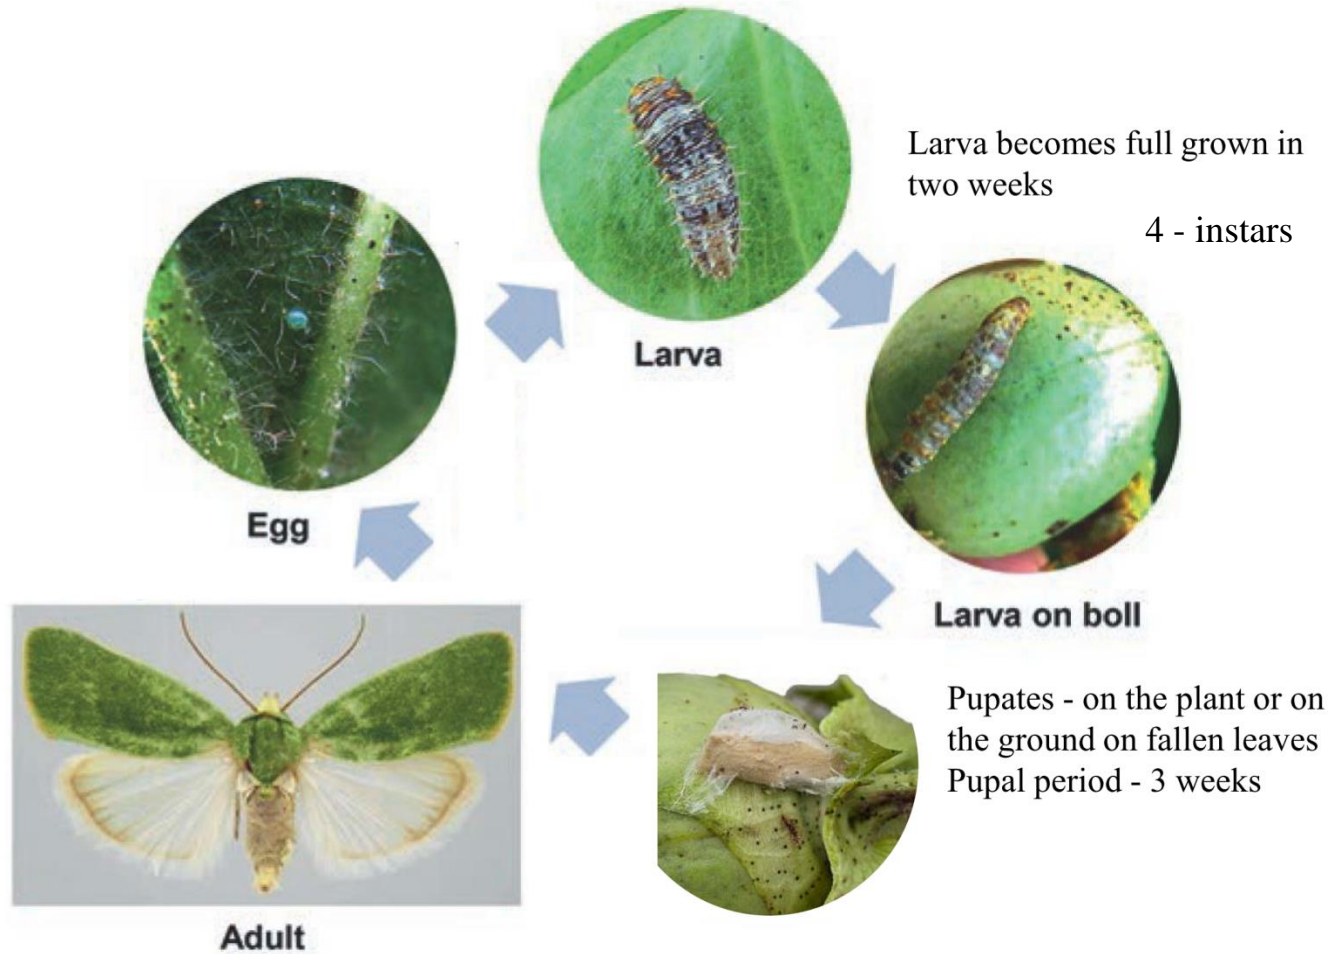 Larva becomes full grown in
two weeks
4 - instars
Larva
Egg
Larva on boll
Pupates - on the plant or on
the ground on fallen leaves
Pupal period - 3 weeks
Adult